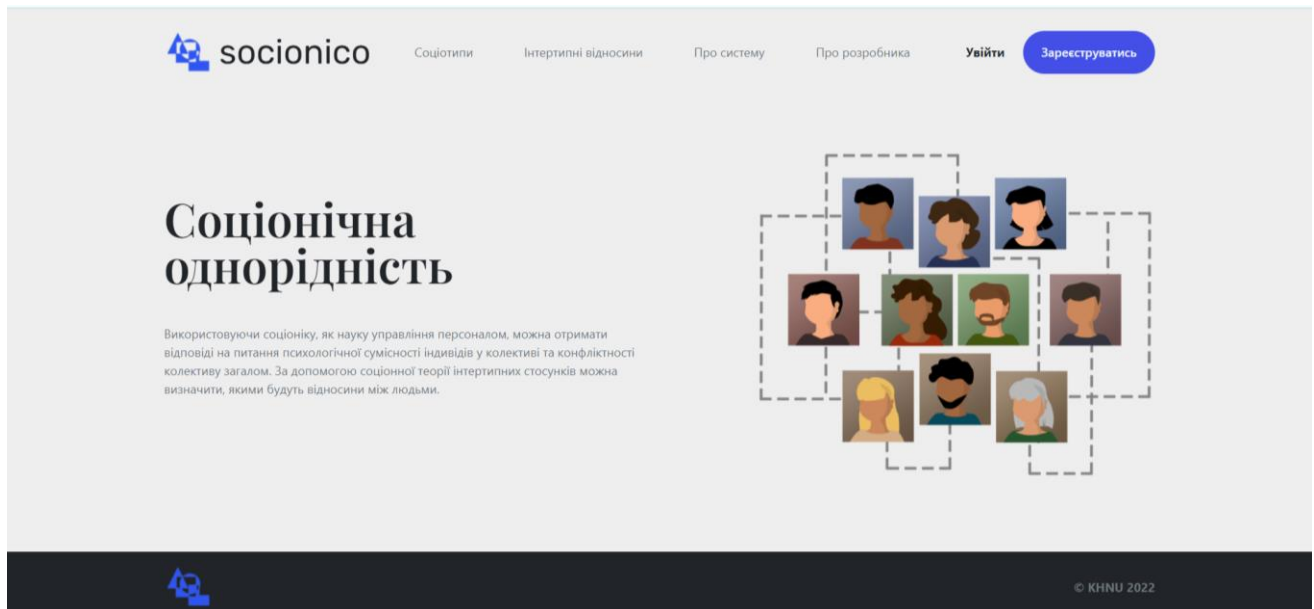 socionico
Соціотипи
Інтертипні відносини
Про систему
Про розробника
Увійти
Зареєструватись
Соціонічна
однорідність
Використовуючи соціоніку, як науку управління персоналом, можна отримати
відповіді на питання психологічної сумісності індивідів у колективі та конфліктності
колективу загалом. За допомогою соціонної теорії інтертипних стосунків можна
визначити, якими будуть відносини між людьми.
© KHNU 2022